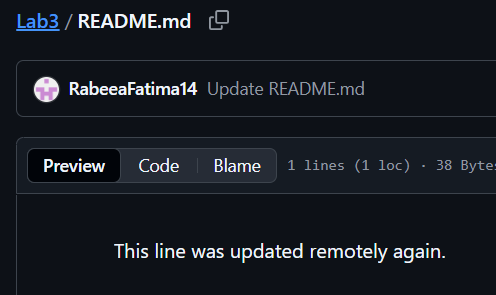 Lab3 / README.md
RabeeaFatima14 Update README.md
Preview Code Blame 1 lines (1 loc) · 38 Bytes
This line was updated remotely again.